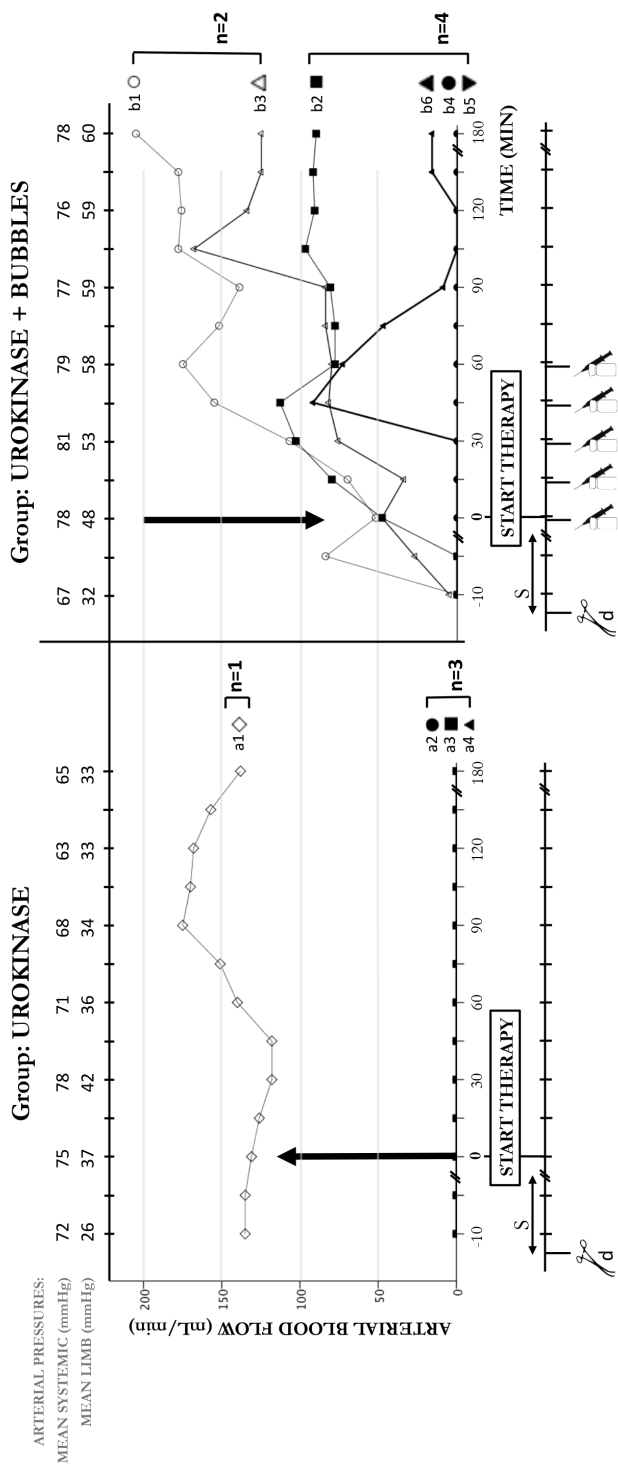 Group: UROKINASE
Group: UROKINASE + BUBBLES
ARTERIAL PRESSURES:
MEAN SYSTEMIC (mmHg) 72 75 78 71 68 63 65 67 78 81 79 77 76 78
MEAN LIMB (mmHg) 26 37 42 36 34 33 33 32 48 53 58 59 59 60
ARTERIAL BLOOD FLOW (mL/min)
200
150
100
50
0
a1
n=1
a2
a3
a4
n=3
b1
b3
n=2
b2
b6
b4
b5
n=4
-10 0 30 60 90 120 180
-10 0 30 60 90 120 180
TIME (MIN)
START THERAPY
START THERAPY
S
S
d
d